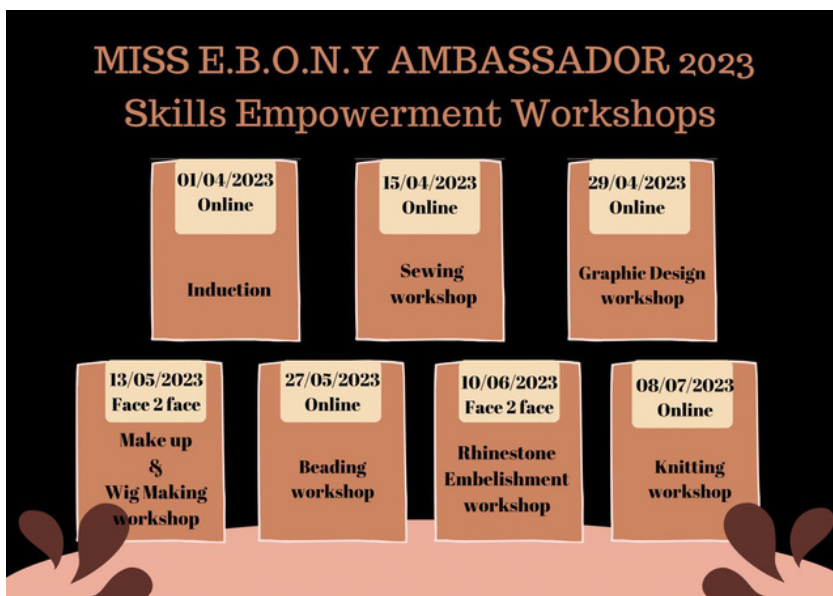 MISS E.B.O.N.Y AMBASSADOR 2023
Skills Empowerment Workshops
01/04/2023
Online
Induction
15/04/2023
Online
Sewing
workshop
29/04/2023
Online
Graphic Design
workshop
13/05/2023
Face 2 face
Make up
&
Wig Making
workshop
27/05/2023
Online
Beading
workshop
10/06/2023
Face 2 face
Rhinestone
Embelishment
workshop
08/07/2023
Online
Knitting
workshop